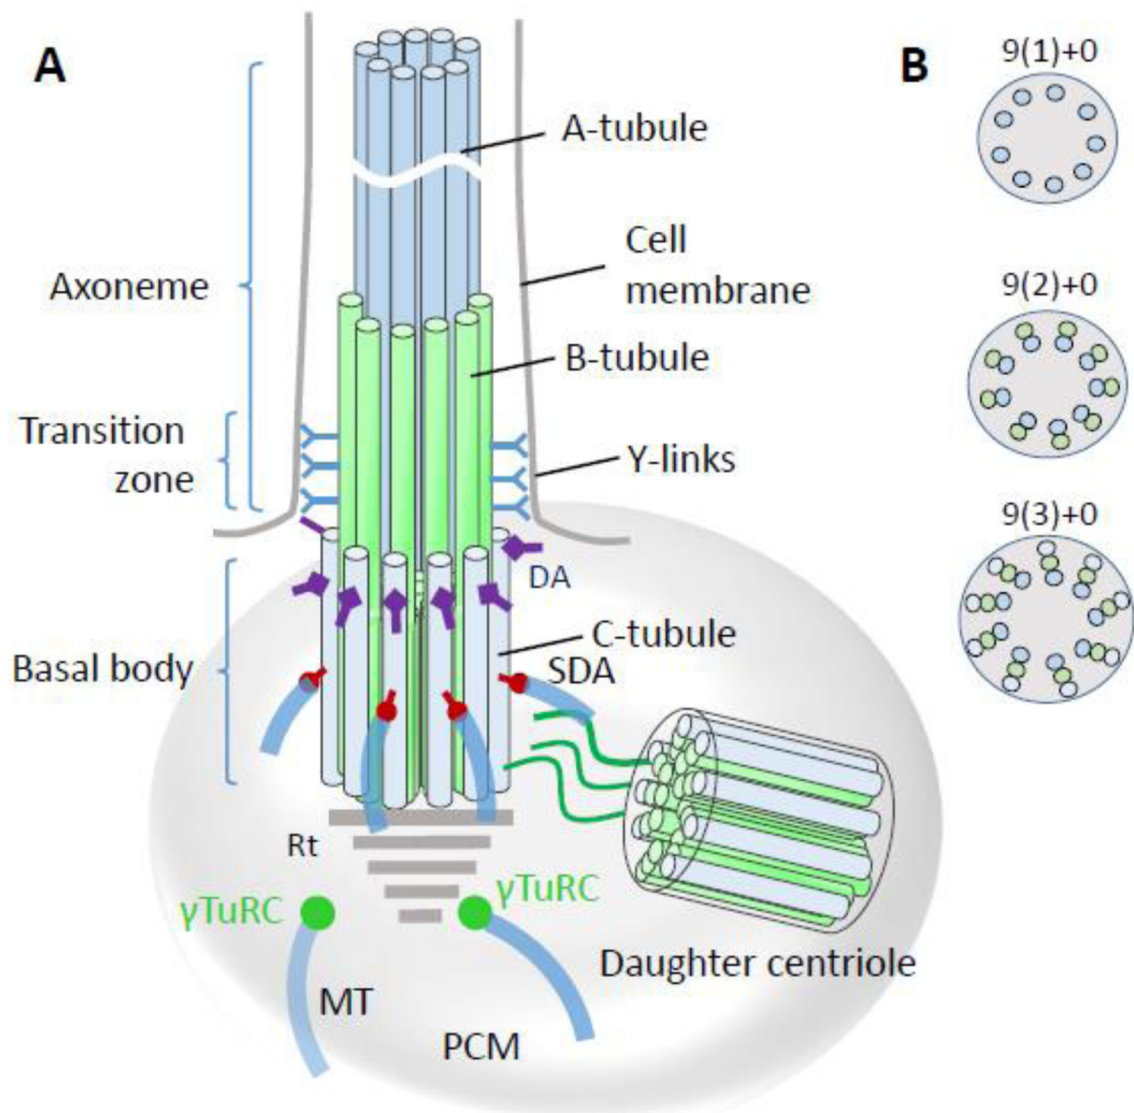 A
B
9(1)+0
A-tubule
Cell
membrane
Axoneme
9(2)+0
B-tubule
Transition
zone
Y-links
9(3)+0
DA
C-tubule
Basal body
SDA
Rt
γTuRC
γTuRC
Daughter centriole
MT
PCM